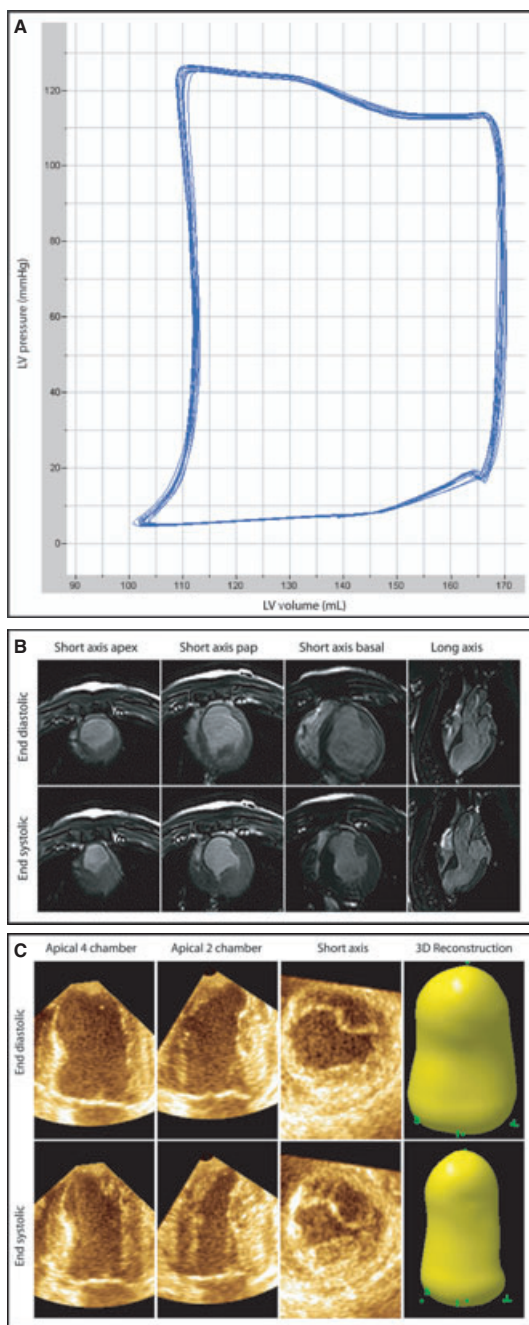 A
120
100
80
60
40
20
0
LV pressure (mmHg)
90 100 110 120 130 140 150 160 170
LV volume (mL)
B
Short axis apex Short axis pap Short axis basal Long axis
End diastolic
End systolic
C
Apical 4 chamber Apical 2 chamber Short axis 3D Reconstruction
End diastolic
End systolic